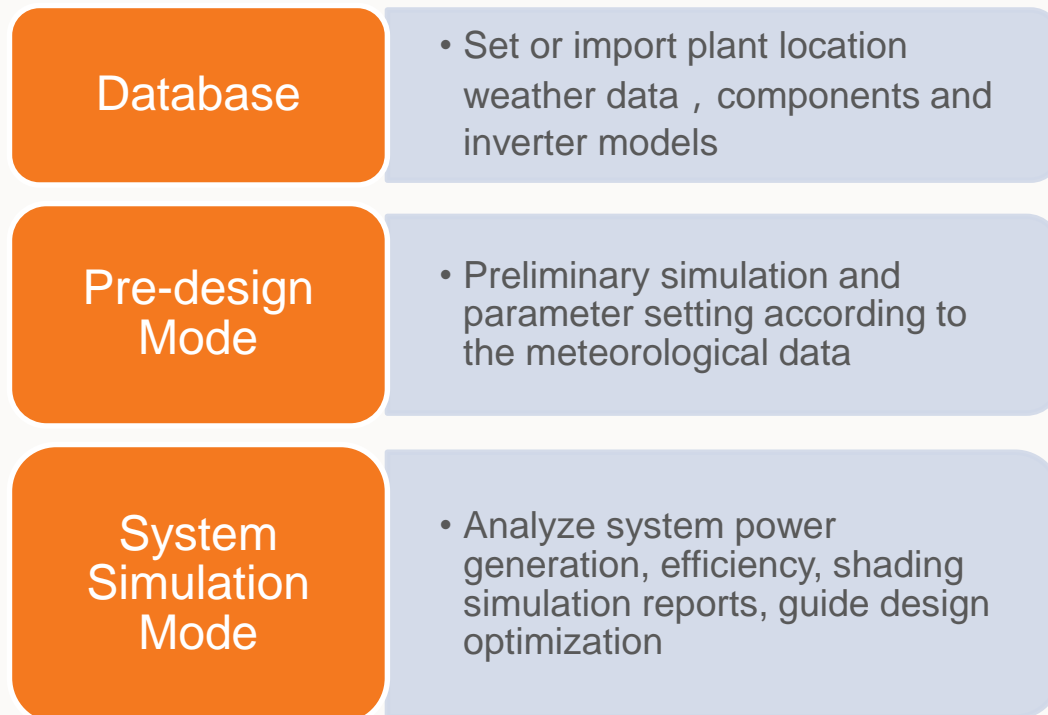 Database
• Set or import plant location
weather data , components and
inverter models
Pre-design
Mode
• Preliminary simulation and
parameter setting according to
the meteorological data
System
Simulation
Mode
• Analyze system power
generation, efficiency, shading
simulation reports, guide design
optimization